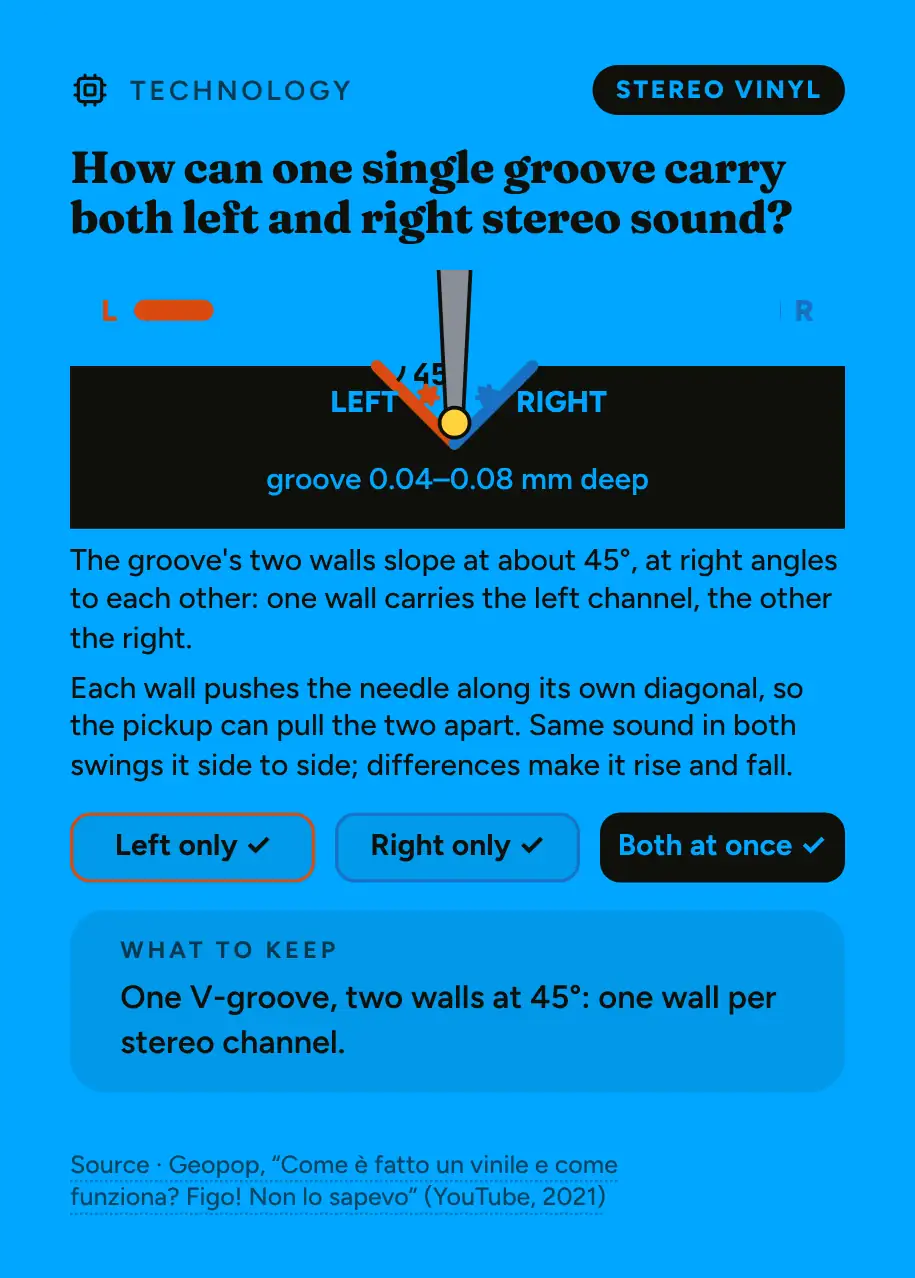 TECHNOLOGY
STEREO VINYL
How can one single groove carry
both left and right stereo sound?
L
R
45
LEFT
RIGHT
groove 0.04–0.08 mm deep
The groove's two walls slope at about 45°, at right angles
to each other: one wall carries the left channel, the other
the right.
Each wall pushes the needle along its own diagonal, so
the pickup can pull the two apart. Same sound in both
swings it side to side; differences make it rise and fall.
Left only ✓
Right only ✓
Both at once ✓
WHAT TO KEEP
One V-groove, two walls at 45°: one wall per
stereo channel.
Source · Geopop, “Come è fatto un vinile e come
funziona? Figo! Non lo sapevo” (YouTube, 2021)